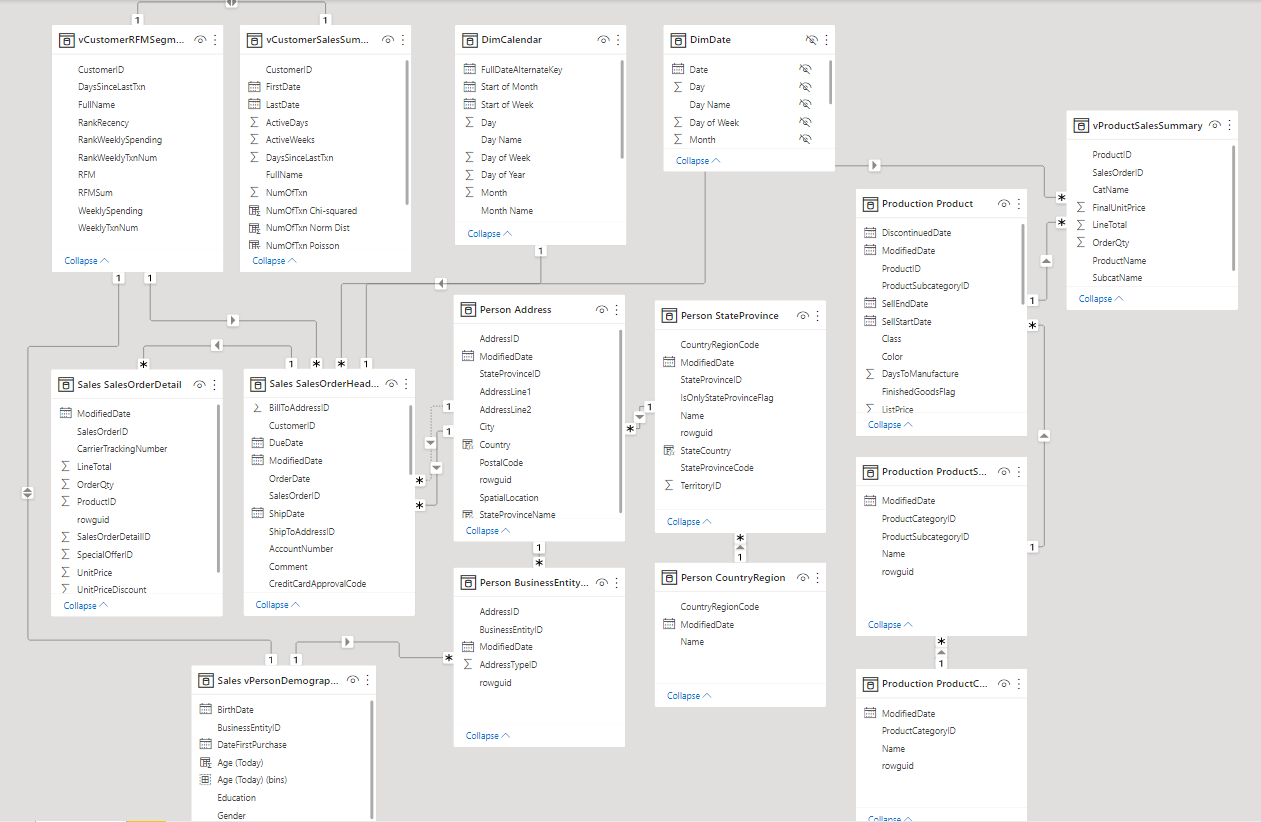 1
1
vCustomerRFMSegm...
CustomerID
DaysSinceLastTxn
FullName
RankRecency
RankWeeklySpending
RankWeeklyTxnNum
RFM
RFMSum
WeeklySpending
WeeklyTxnNum
Collapse
1
1
vCustomerSalesSum...
CustomerID
FirstDate
LastDate
ActiveDays
ActiveWeeks
DaysSinceLastTxn
FullName
NumOfTxn
NumOfTxn Chi-squared
NumOfTxn Norm Dist
NumOfTxn Poisson
Collapse
DimCalendar
FullDateAlternateKey
Start of Month
Start of Week
Day
Day Name
Day of Week
Day of Year
Month
Month Name
Collapse
1
DimDate
Date
Day
Day Name
Day of Week
Month
Collapse
*
*
vProductSalesSummary
ProductID
SalesOrderID
CatName
FinalUnitPrice
LineTotal
OrderQty
ProductName
SubcatName
Collapse
Production Product
DiscontinuedDate
ModifiedDate
ProductID
ProductSubcategoryID
SellEndDate
SellStartDate
Class
Color
DaysToManufacture
FinishedGoodsFlag
ListPrice
Collapse
1
*
* 1 * * 1
Sales SalesOrderDetail
ModifiedDate
SalesOrderID
CarrierTrackingNumber
LineTotal
OrderQty
ProductID
rowguid
SalesOrderDetailID
SpecialOfferID
UnitPrice
UnitPriceDiscount
Collapse
Sales SalesOrderHead...
BillToAddressID
CustomerID
DueDate
ModifiedDate
OrderDate
SalesOrderID
ShipDate
ShipToAddressID
AccountNumber
Comment
CreditCardApprovalCode
Collapse
1
1
*
*
Person Address
AddressID
ModifiedDate
StateProvinceID
AddressLine1
AddressLine2
City
Country
PostalCode
rowguid
SpatialLocation
StateProvinceName
Collapse
1
*
1
*
Person StateProvince
CountryRegionCode
ModifiedDate
StateProvinceID
IsOnlyStateProvinceFlag
Name
rowguid
StateCountry
StateProvinceCode
TerritoryID
Collapse
*
1
Person BusinessEntity...
AddressID
BusinessEntityID
ModifiedDate
AddressTypeID
rowguid
Collapse
Person CountryRegion
CountryRegionCode
ModifiedDate
Name
Collapse
Production ProductS...
ModifiedDate
ProductCategoryID
ProductSubcategoryID
Name
rowguid
Collapse
1
*
1
1
1
*
Sales vPersonDemograp...
BirthDate
BusinessEntityID
DateFirstPurchase
Age (Today)
Age (Today) (bins)
Education
Gender
Production ProductC...
ModifiedDate
ProductCategoryID
Name
rowguid
Collapse